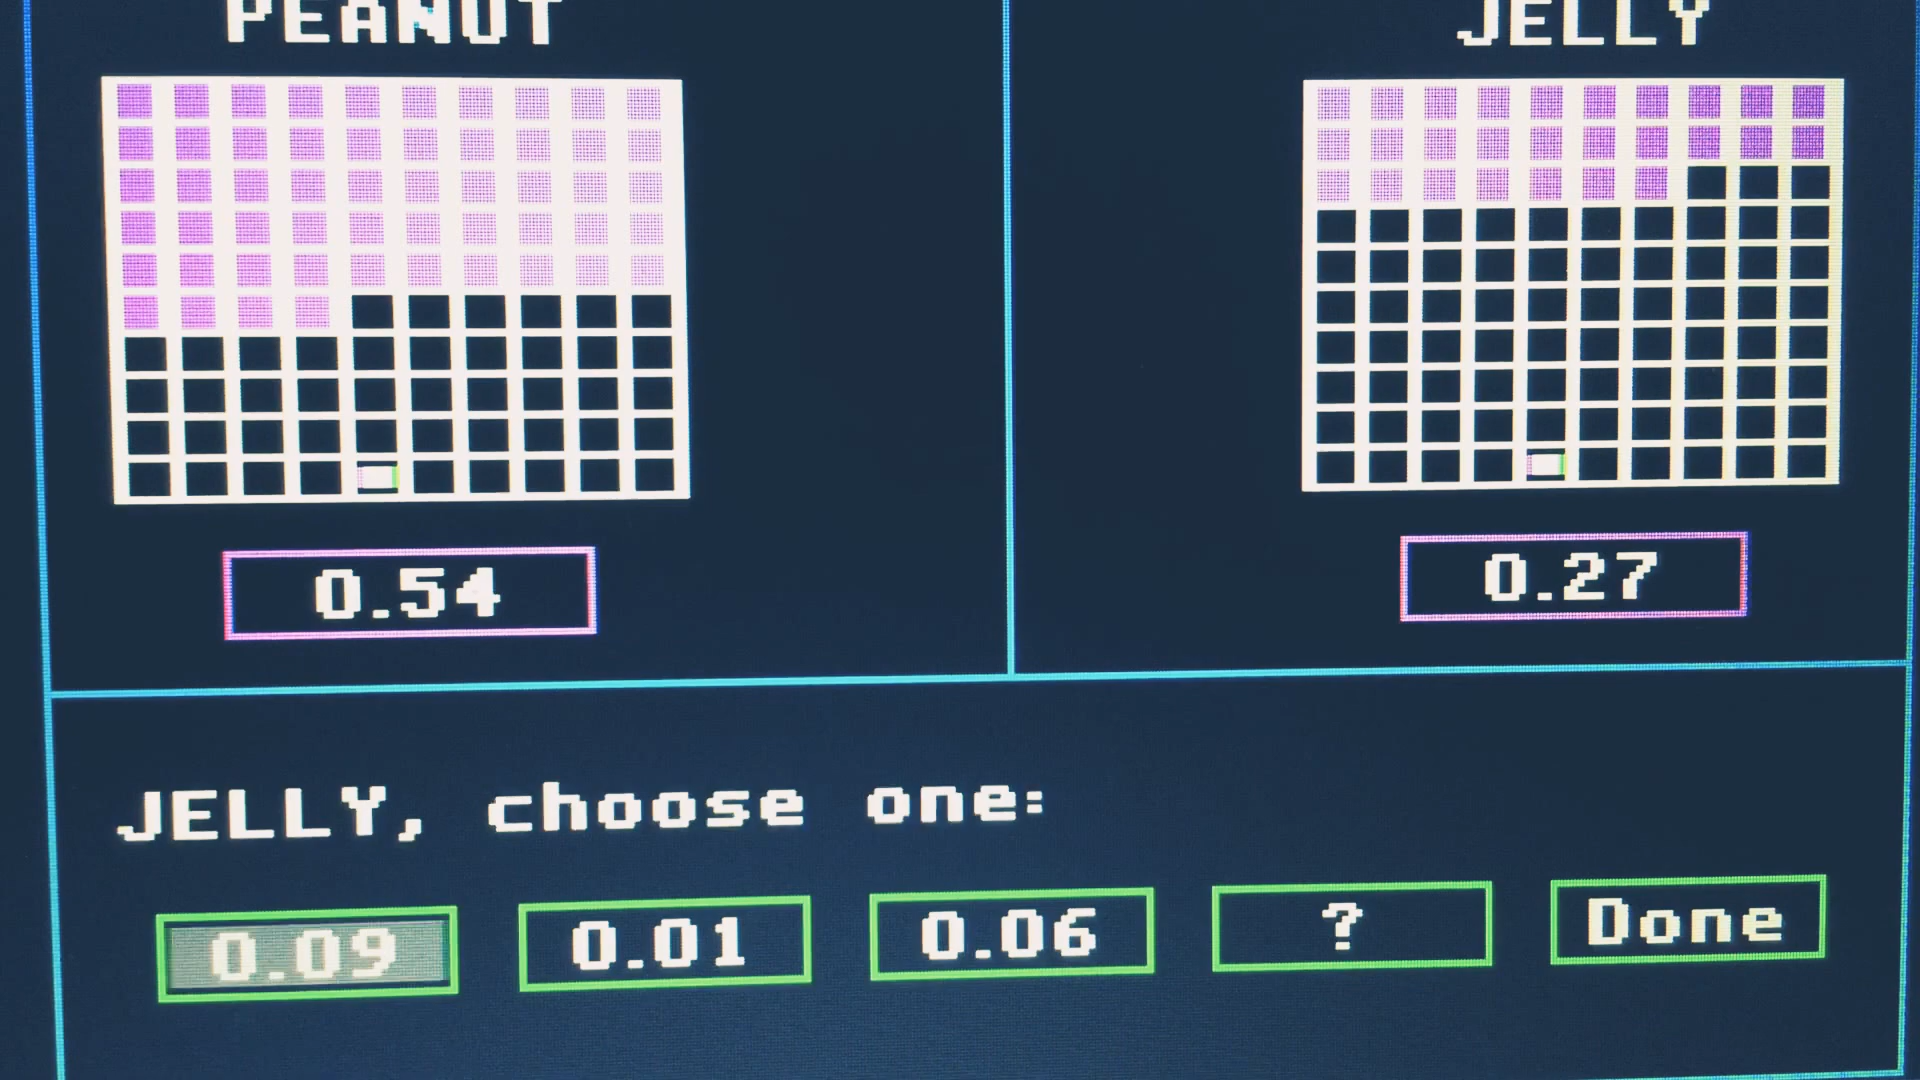 PEANUT
JELLY
0.54
0.27
JELLY, choose one:
0.09 0.01 0.06 ? Done